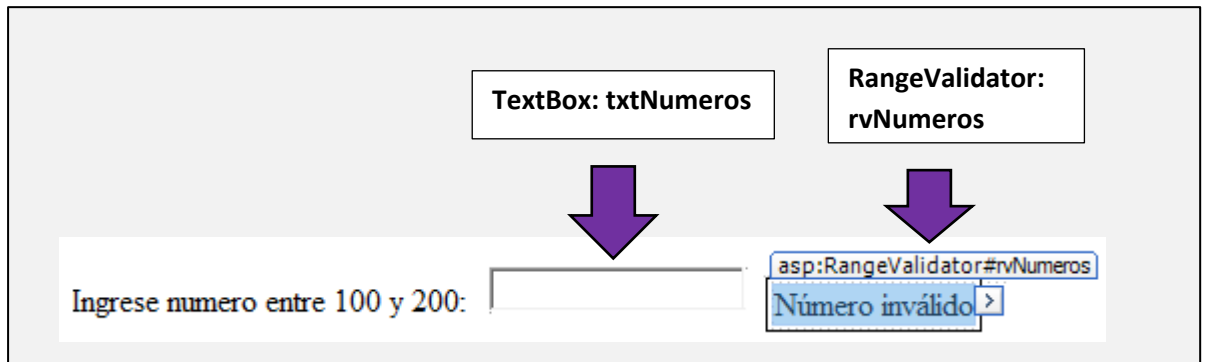 TextBox: txtNumeros
RangeValidator:
rvNumeros
asp:RangeValidator#rvNumeros
Ingrese numero entre 100 y 200:
Número inválido